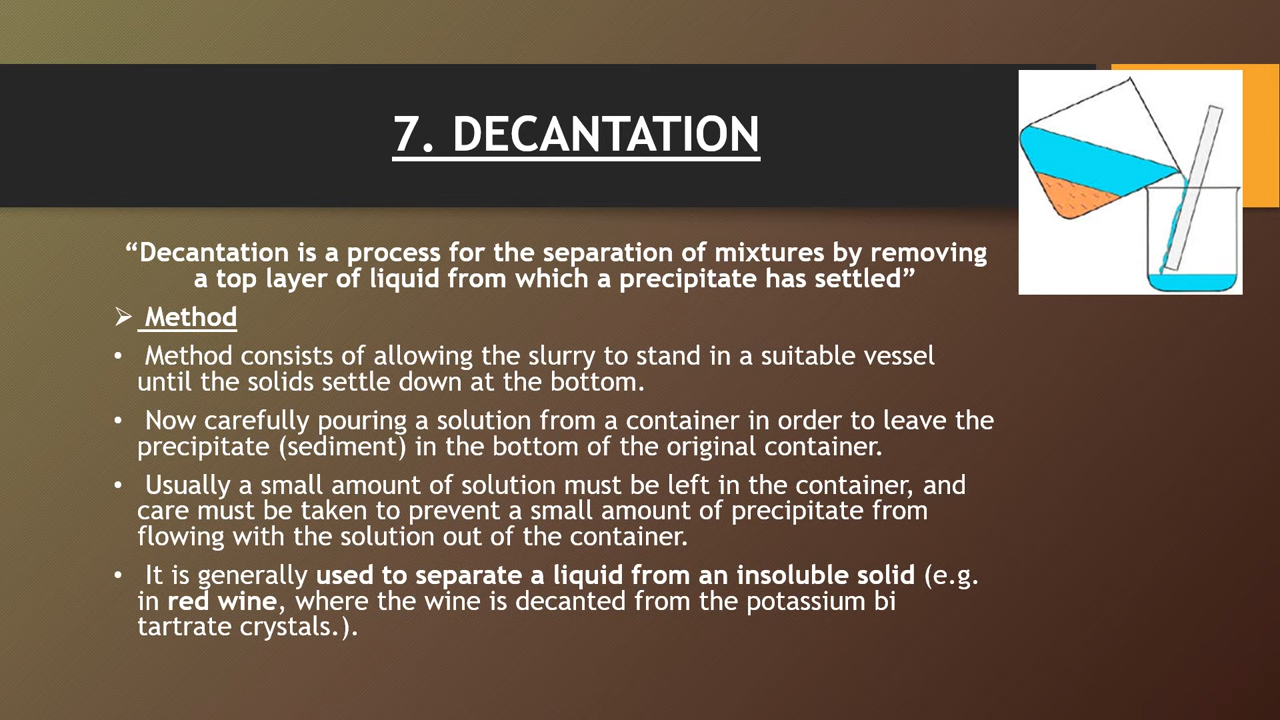 7. DECANTATION
“Decantation is a process for the separation of mixtures by removing
a top layer of liquid from which a precipitate has settled”
➢ Method
• Method consists of allowing the slurry to stand in a suitable vessel
until the solids settle down at the bottom.
• Now carefully pouring a solution from a container in order to leave the
precipitate (sediment) in the bottom of the original container.
• Usually a small amount of solution must be left in the container, and
care must be taken to prevent a small amount of precipitate from
flowing with the solution out of the container.
• It is generally used to separate a liquid from an insoluble solid (e.g.
in red wine, where the wine is decanted from the potassium bi
tartrate crystals.).